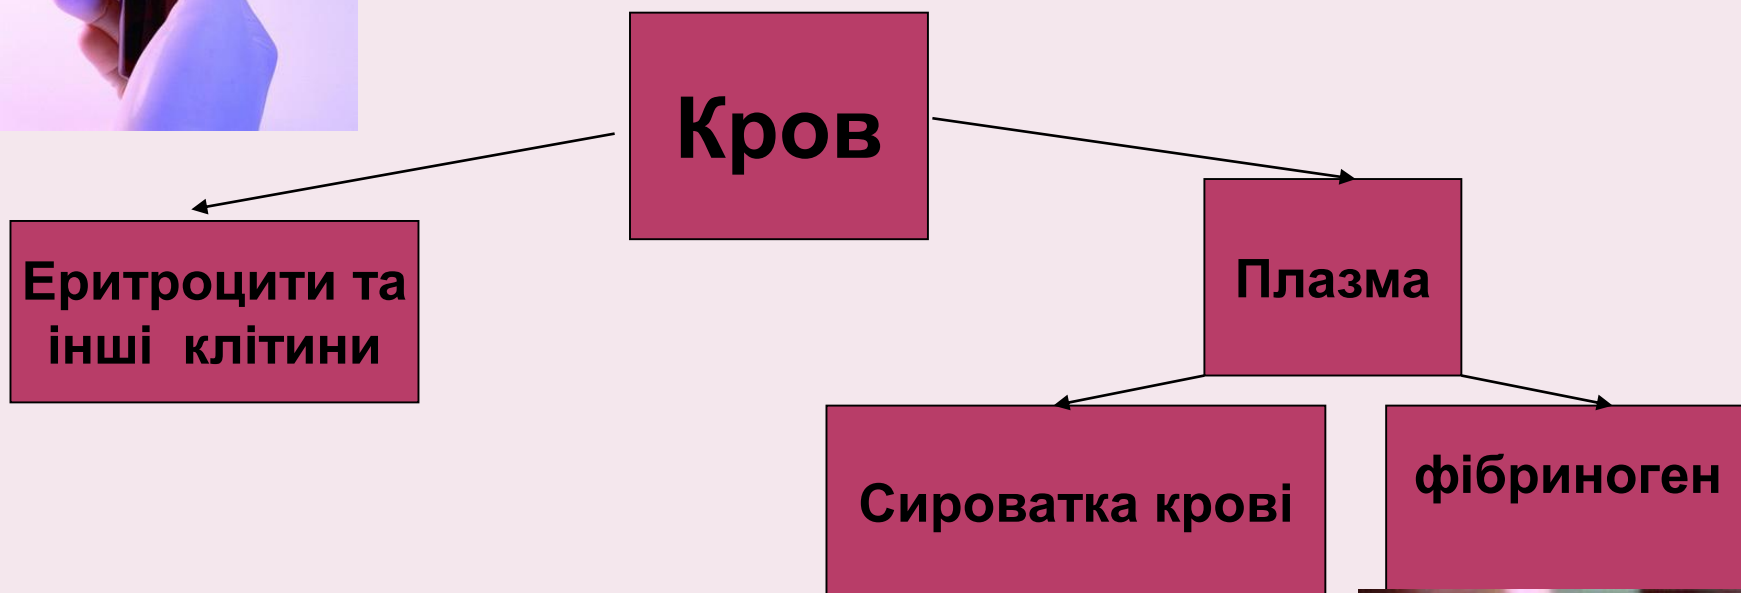 Кров
Еритроцити та
інші клітини
Плазма
Сироватка крові
фібриноген